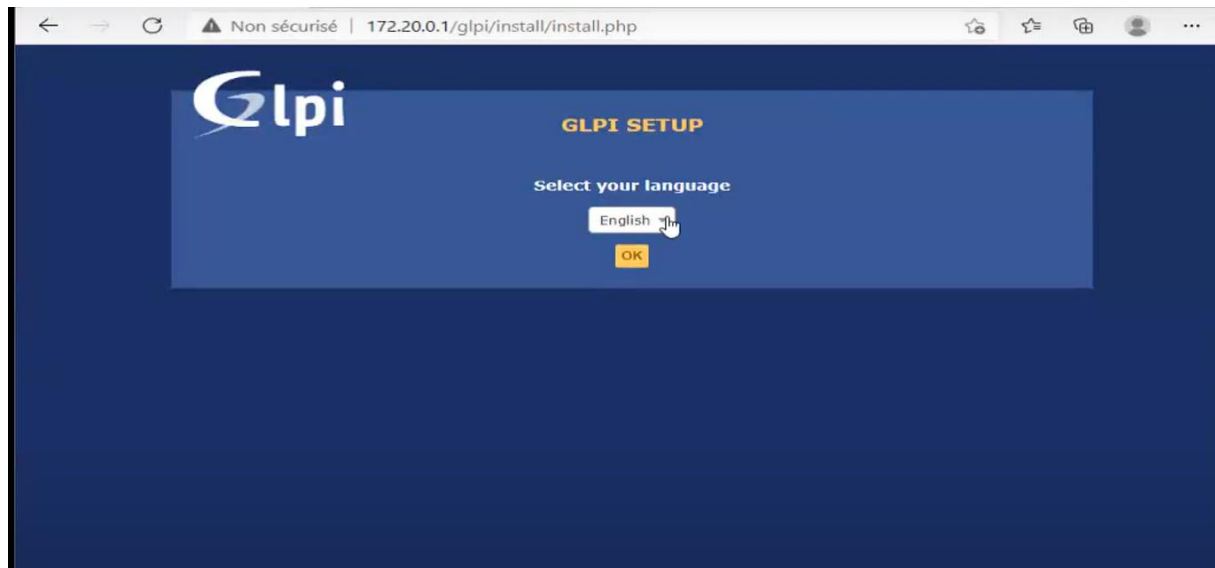 Non sécurisé | 172.20.0.1/glpi/install/install.php
Glpi
GLPI SETUP
Select your language
English
OK